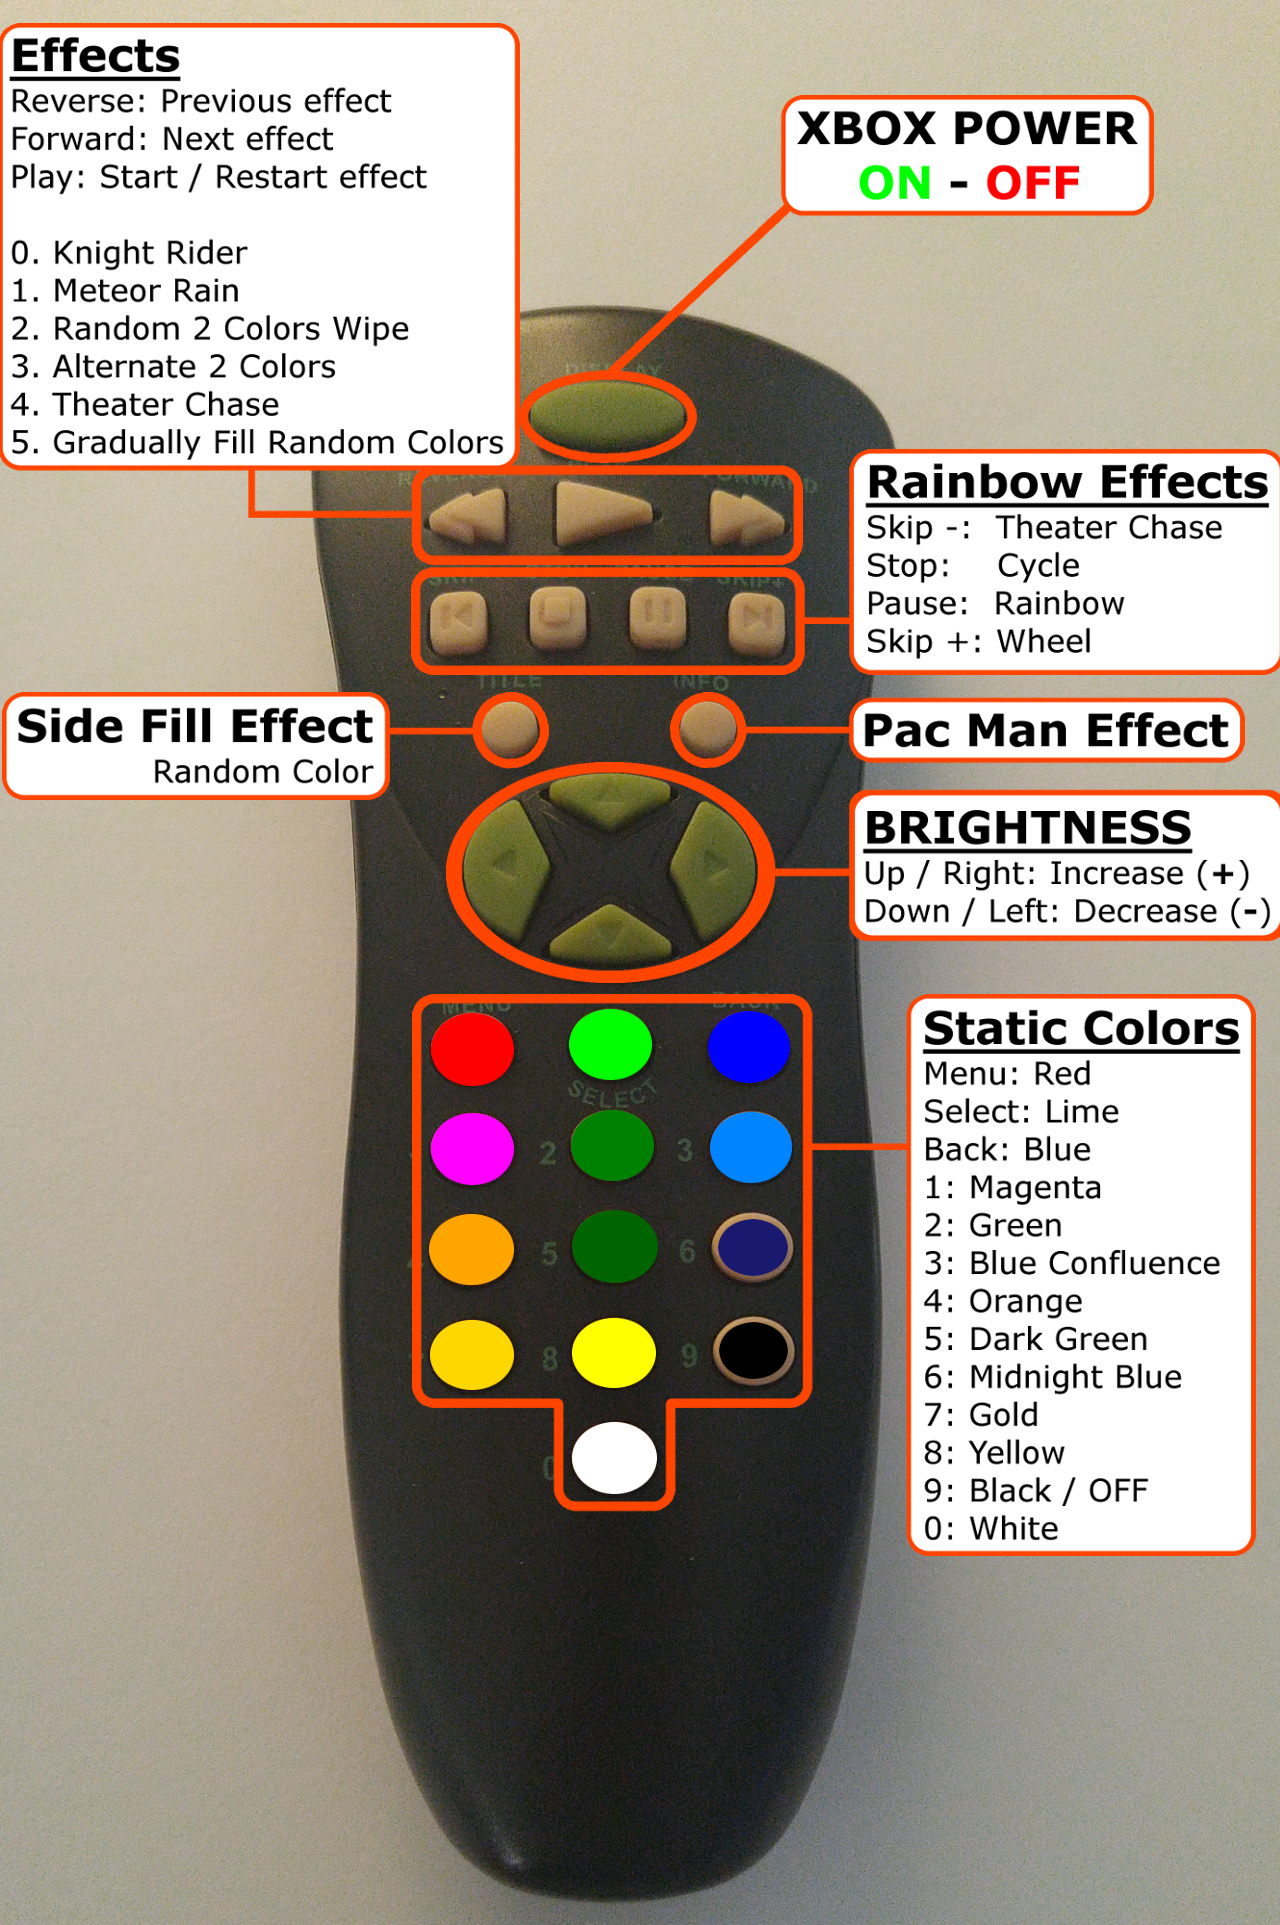 Effects
Reverse: Previous effect
Forward: Next effect
Play: Start / Restart effect
0. Knight Rider
1. Meteor Rain
2. Random 2 Colors Wipe
3. Alternate 2 Colors
4. Theater Chase
5. Gradually Fill Random Colors
XBOX POWER
ON - OFF
DISPLAY
FORWARD
Rainbow Effects
Skip -: Theater Chase
Stop: Cycle
Pause: Rainbow
Skip +: Wheel
SKIP+
TITLE
INFO
Side Fill Effect
Random Color
Pac Man Effect
BRIGHTNESS
Up / Right: Increase (+)
Down / Left: Decrease (-)
MENU
BACK
SELECT
2
3
5
6
8
9
0
Static Colors
Menu: Red
Select: Lime
Back: Blue
1: Magenta
2: Green
3: Blue Confluence
4: Orange
5: Dark Green
6: Midnight Blue
7: Gold
8: Yellow
9: Black / OFF
0: White